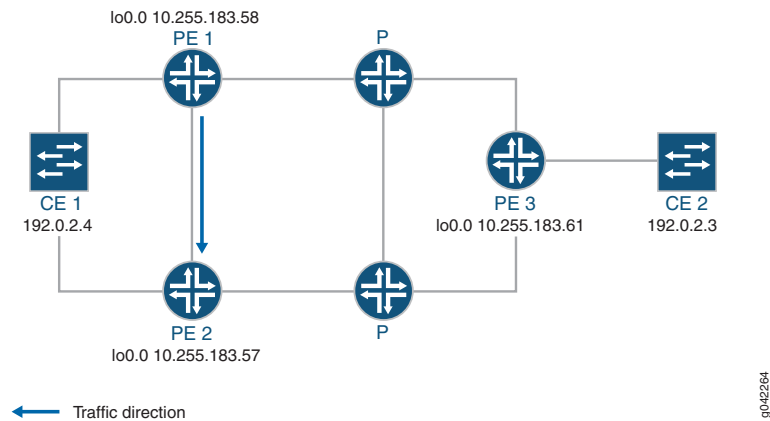 lo0.0 10.255.183.58
PE 1
P
CE 1
192.0.2.4
PE 3
lo0.0 10.255.183.61
CE 2
192.0.2.3
PE 2
lo0.0 10.255.183.57
P
Traffic direction
g042264